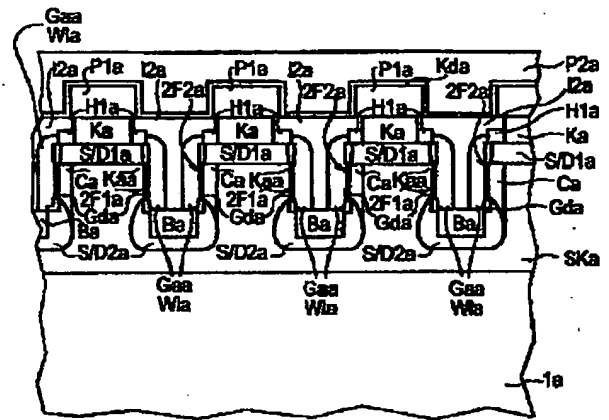 Gaa
Wla
I2a P1a I2a P1a I2a P1a Kda P2a
2F2a 2F2a 2F2a I2a
H1a H1a H1a H1a
Ka Ka Ka Ka
S/D1a S/D1a S/D1a S/D1a
Ca Kaa Ca Kaa Ca Kaa Ca
2F1a 2F1a 2F1a
Gda Gda Gda Gda
Ba Ba Ba Ba
S/D2a S/D2a S/D2a
SKa
Gaa Gaa Gaa
Wla Wla Wla
1a